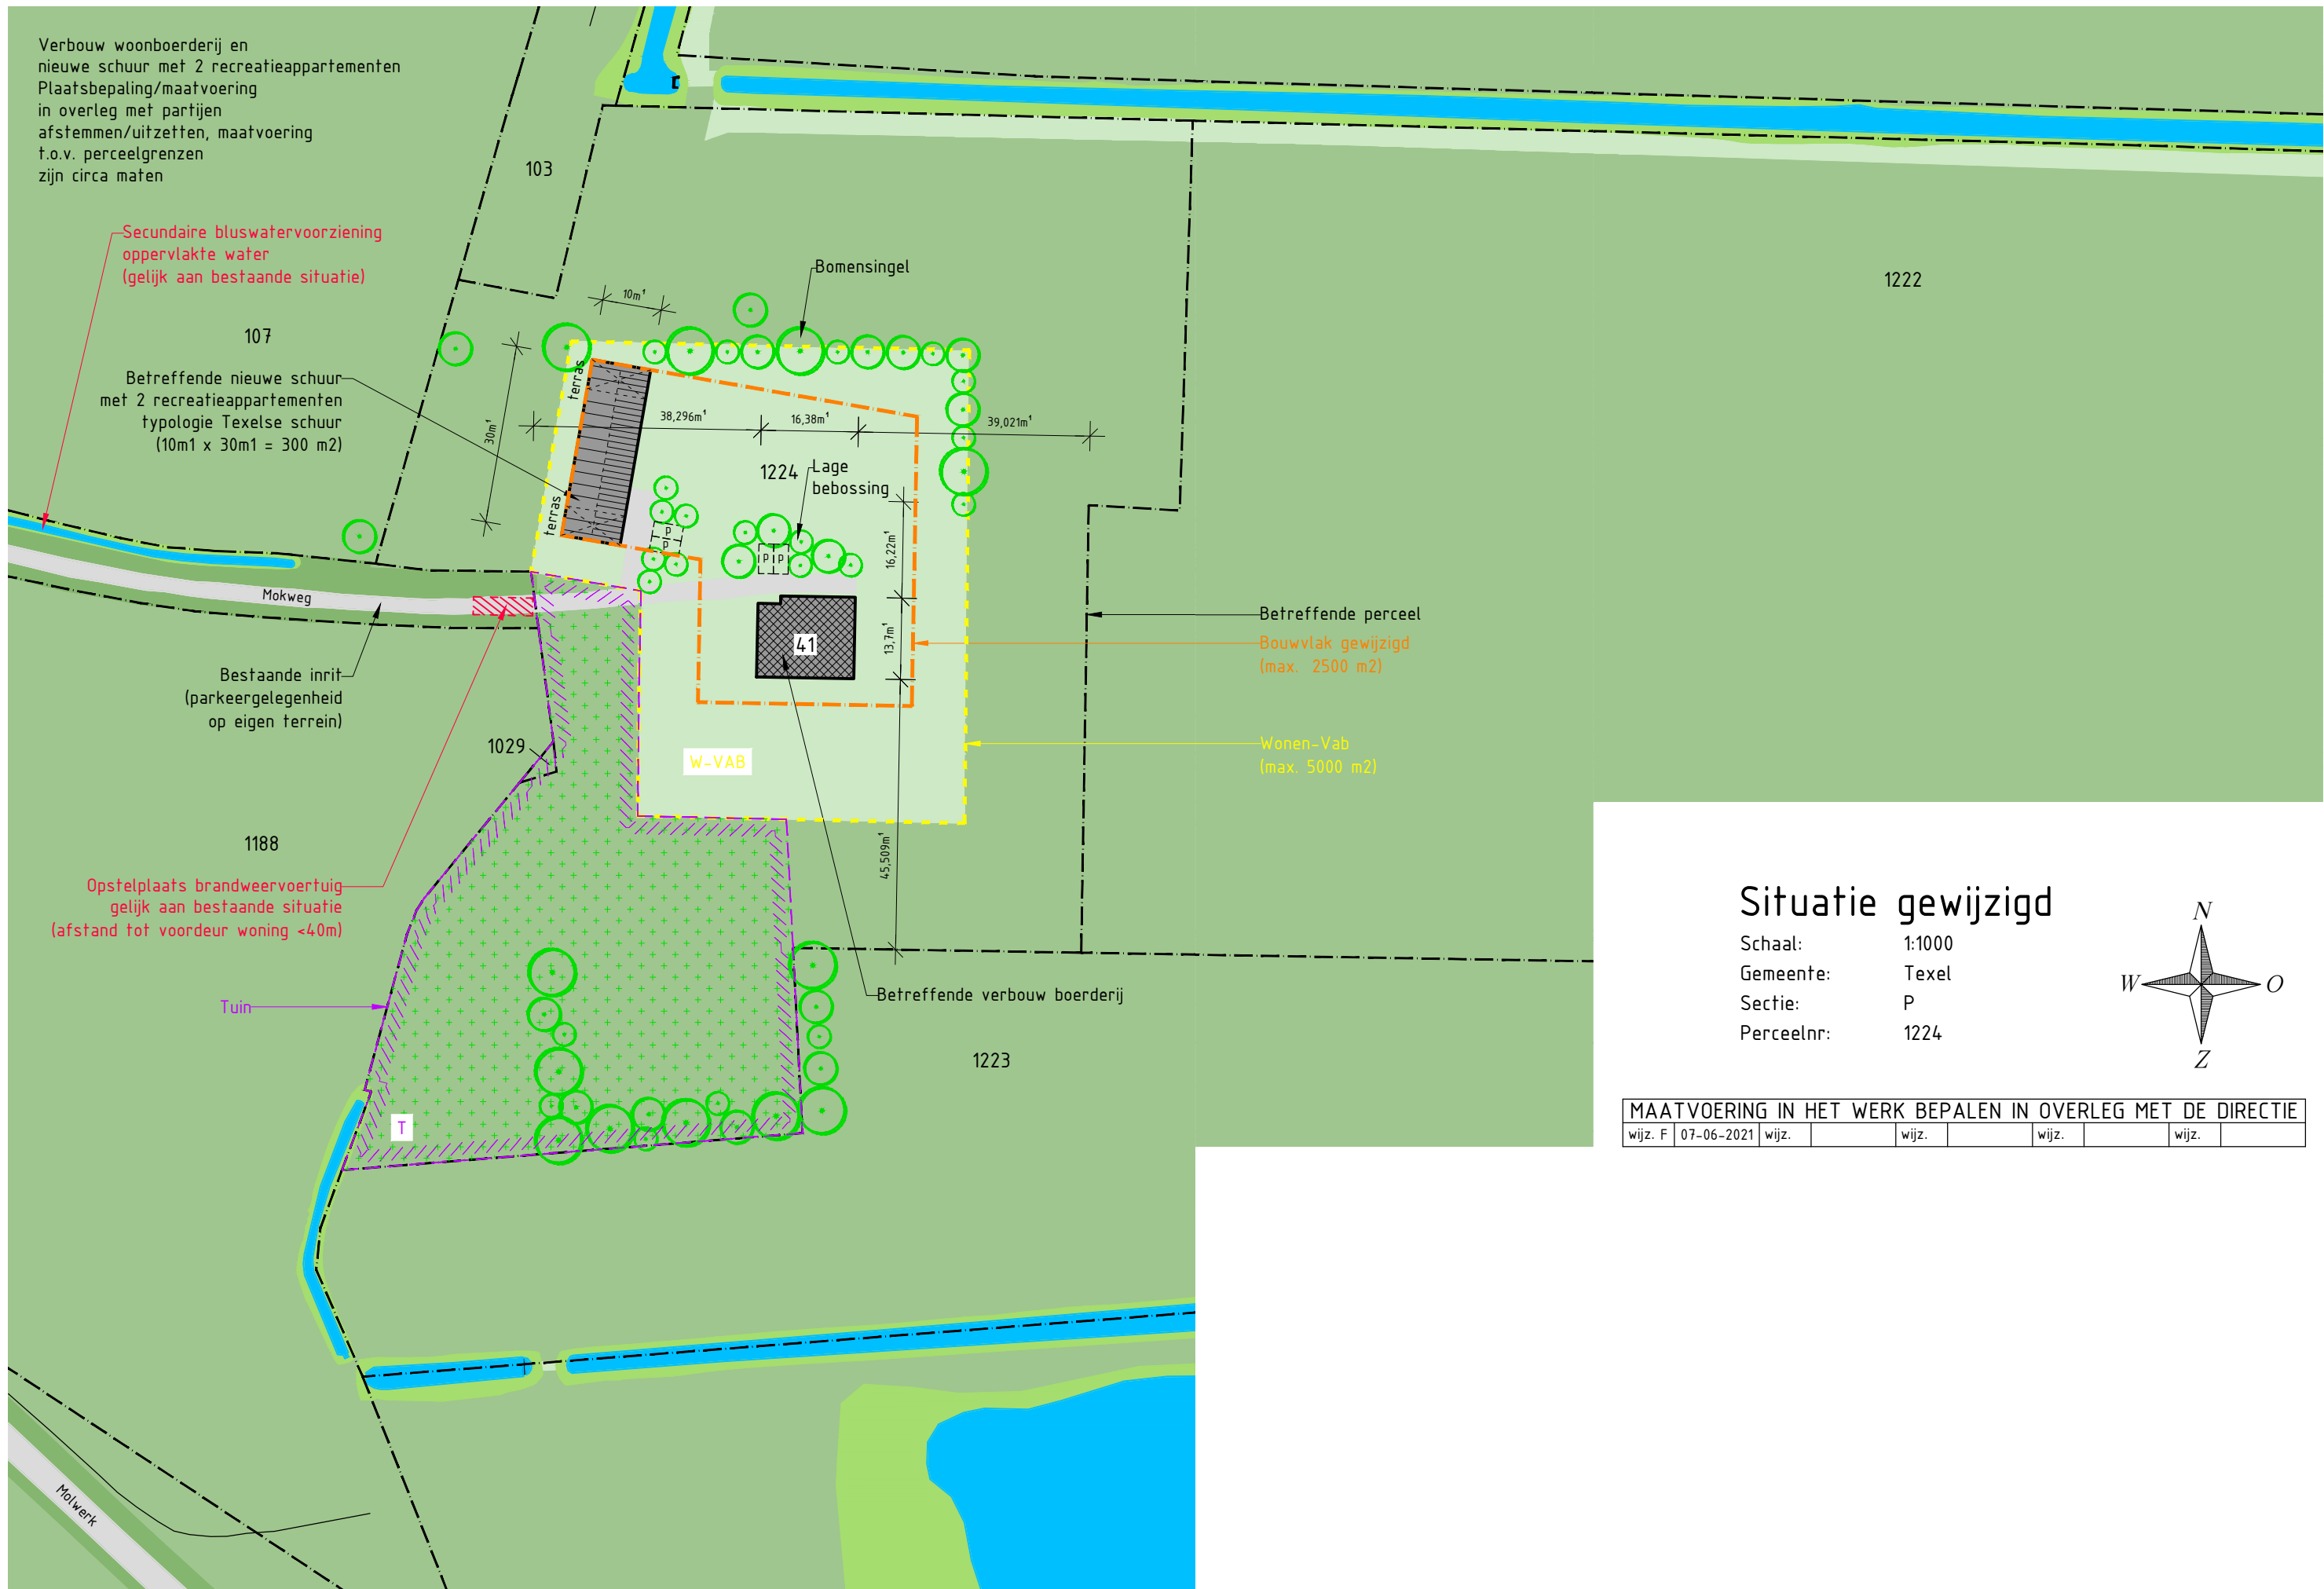 Verbouw woonboerderij en
nieuwe schuur met 2 recreatieappartementen
Plaatsbepaling/maatvoering
in overleg met partijen
afstemmen/uitzetten, maatvoering
t.o.v. perceelgrenzen
zijn circa maten
103
Secundaire bluswatervoorziening
oppervlakte water
(gelijk aan bestaande situatie)
Bomensingel
1222
10m¹
107
Betreffende nieuwe schuur
met 2 recreatieappartementen
typologie Texelse schuur
(10m1 x 30m1 = 300 m2)
30m¹
terras
terras
38,296m¹
16,38m¹
39,021m¹
1224
Lage
bebossing
P
P
P
P
16,22m¹
13,7m¹
45,509m¹
Mokweg
41
Betreffende perceel
Bouwvlak gewijzigd
(max. 2500 m2)
Bestaande inrit
(parkeergelegenheid
op eigen terrein)
1029
W-VAB
Wonen-Vab
(max. 5000 m2)
1188
Opstelplaats brandweervoertuig
gelijk aan bestaande situatie
(afstand tot voordeur woning <40m)
Tuin
Betreffende verbouw boerderij
1223
T
Molwerk
Situatie gewijzigd
Schaal: 1:1000
Gemeente: Texel
Sectie: P
Perceelnr: 1224
N
W
O
Z
MAATVOERING IN HET WERK BEPALEN IN OVERLEG MET DE DIRECTIE
wijz. F 07-06-2021 wijz. wijz. wijz. wijz.